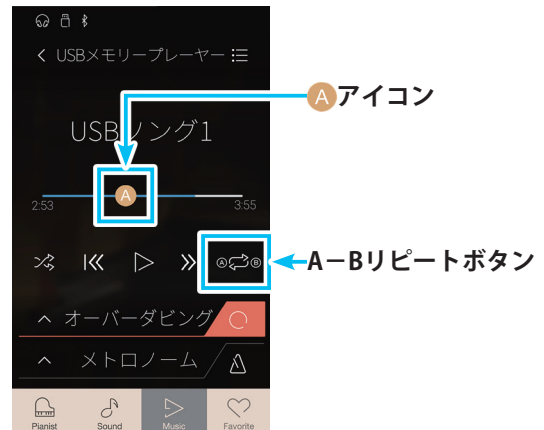 USBメモリープレーヤー
Aアイコン
USBソング1
A
2:53
3:55
A B
A−Bリピートボタン
オーバーダビング
メトロノーム
Pianist Sound Music Favorite